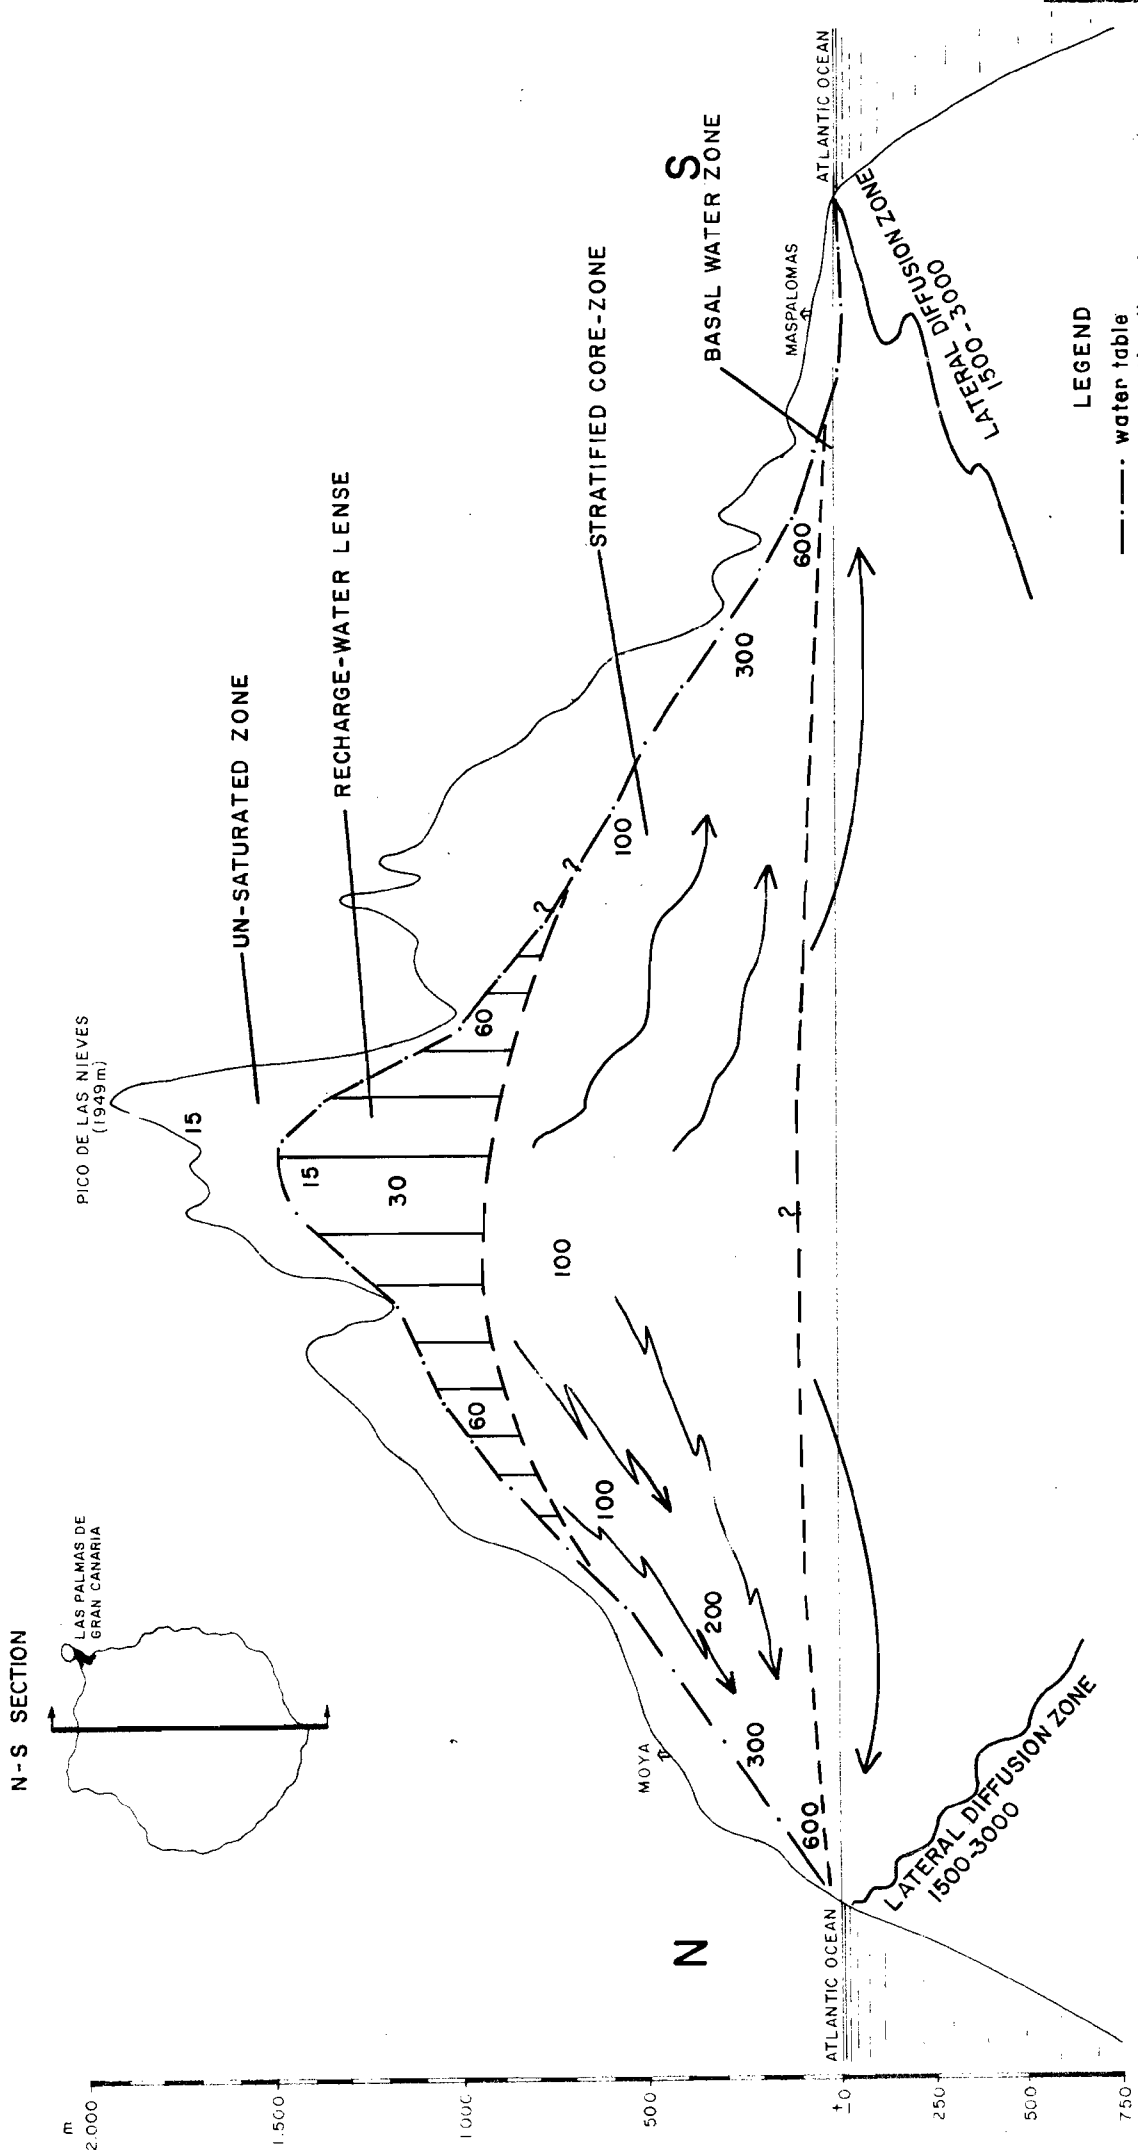 N-S SECTION
LAS PALMAS DE
GRAN CANARIA
PICO DE LAS NIEVES
(1949m)
UN-SATURATED ZONE
RECHARGE-WATER LENSE
STRATIFIED CORE-ZONE
BASAL WATER ZONE
N
S
MOYA
MASPALOMAS
ATLANTIC OCEAN
ATLANTIC OCEAN
15
15
30
60
60
100
100
100
200
300
300
600
600
?
?
?
LATERAL DIFFUSION ZONE
1500-3000
LATERAL DIFFUSION ZONE
1500-3000
m
2.000
1.500
1.000
500
±0
250
500
750
LEGEND
water table